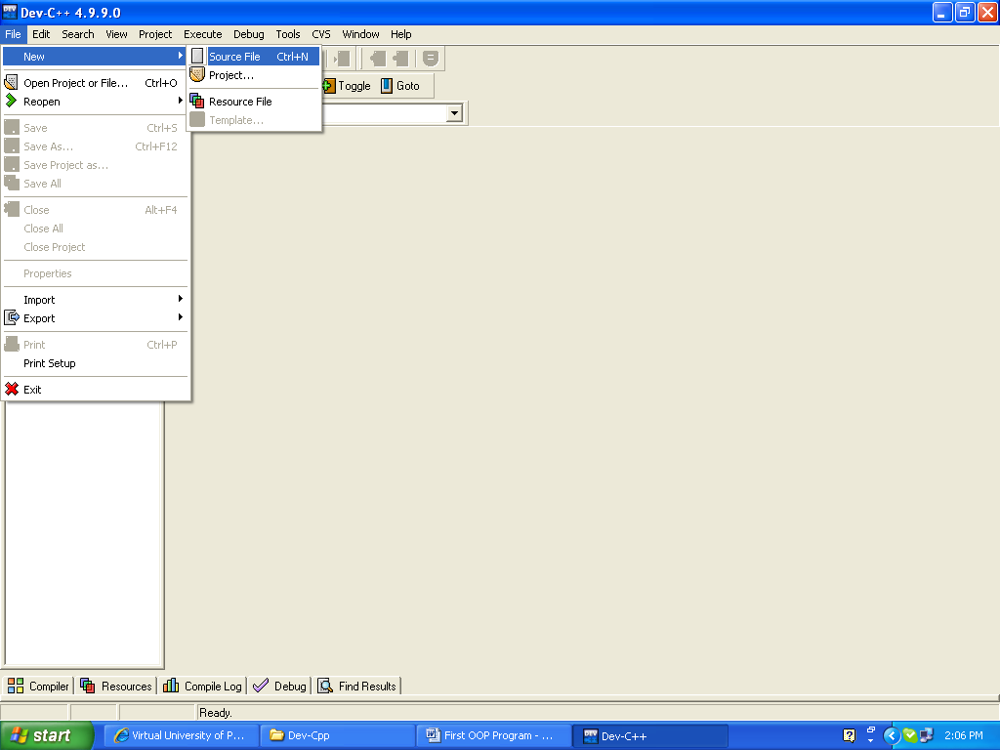 Dev-C++ 4.9.9.0
File Edit Search View Project Execute Debug Tools CVS Window Help
New
Source File Ctrl+N
Project...
Resource File
Template...
Toggle Goto
Open Project or File... Ctrl+O
Reopen
Save Ctrl+S
Save As... Ctrl+F12
Save Project as...
Save All
Close Alt+F4
Close All
Close Project
Properties
Import
Export
Print Ctrl+P
Print Setup
Exit
Compiler Resources Compile Log Debug Find Results
Ready.
start Virtual University of P... Dev-Cpp First OOP Program - ... Dev-C++ 2:06 PM